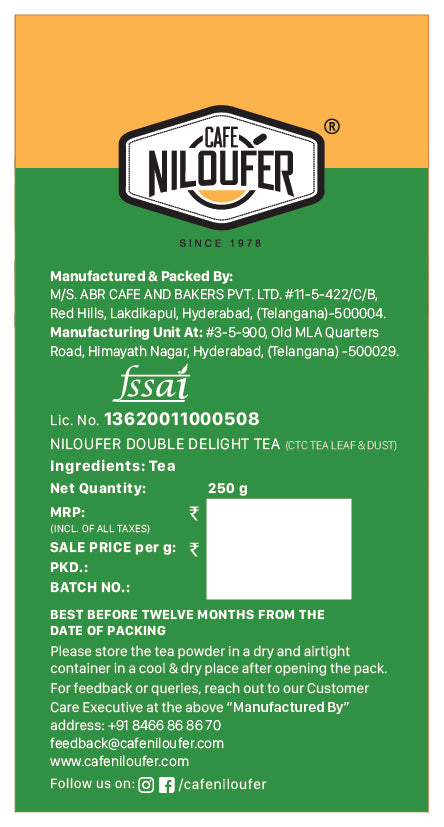 CAFE
NILOUFER
®
SINCE 1978
Manufactured & Packed By:
M/S. ABR CAFE AND BAKERS PVT. LTD. #11-5-422/C/B,
Red Hills, Lakdikapul, Hyderabad, (Telangana)-500004.
Manufacturing Unit At: #3-5-900, Old MLA Quarters
Road, Himayath Nagar, Hyderabad, (Telangana) -500029.
fssai
Lic. No. 13620011000508
NILOUFER DOUBLE DELIGHT TEA (CTC TEA LEAF & DUST)
Ingredients: Tea
Net Quantity: 250 g
MRP: ₹
(INCL. OF ALL TAXES)
SALE PRICE per g: ₹
PKD.:
BATCH NO.:
BEST BEFORE TWELVE MONTHS FROM THE
DATE OF PACKING
Please store the tea powder in a dry and airtight
container in a cool & dry place after opening the pack.
For feedback or queries, reach out to our Customer
Care Executive at the above “Manufactured By”
address: +91 8466 86 86 70
feedback@cafeniloufer.com
www.cafeniloufer.com
Follow us on: /cafeniloufer